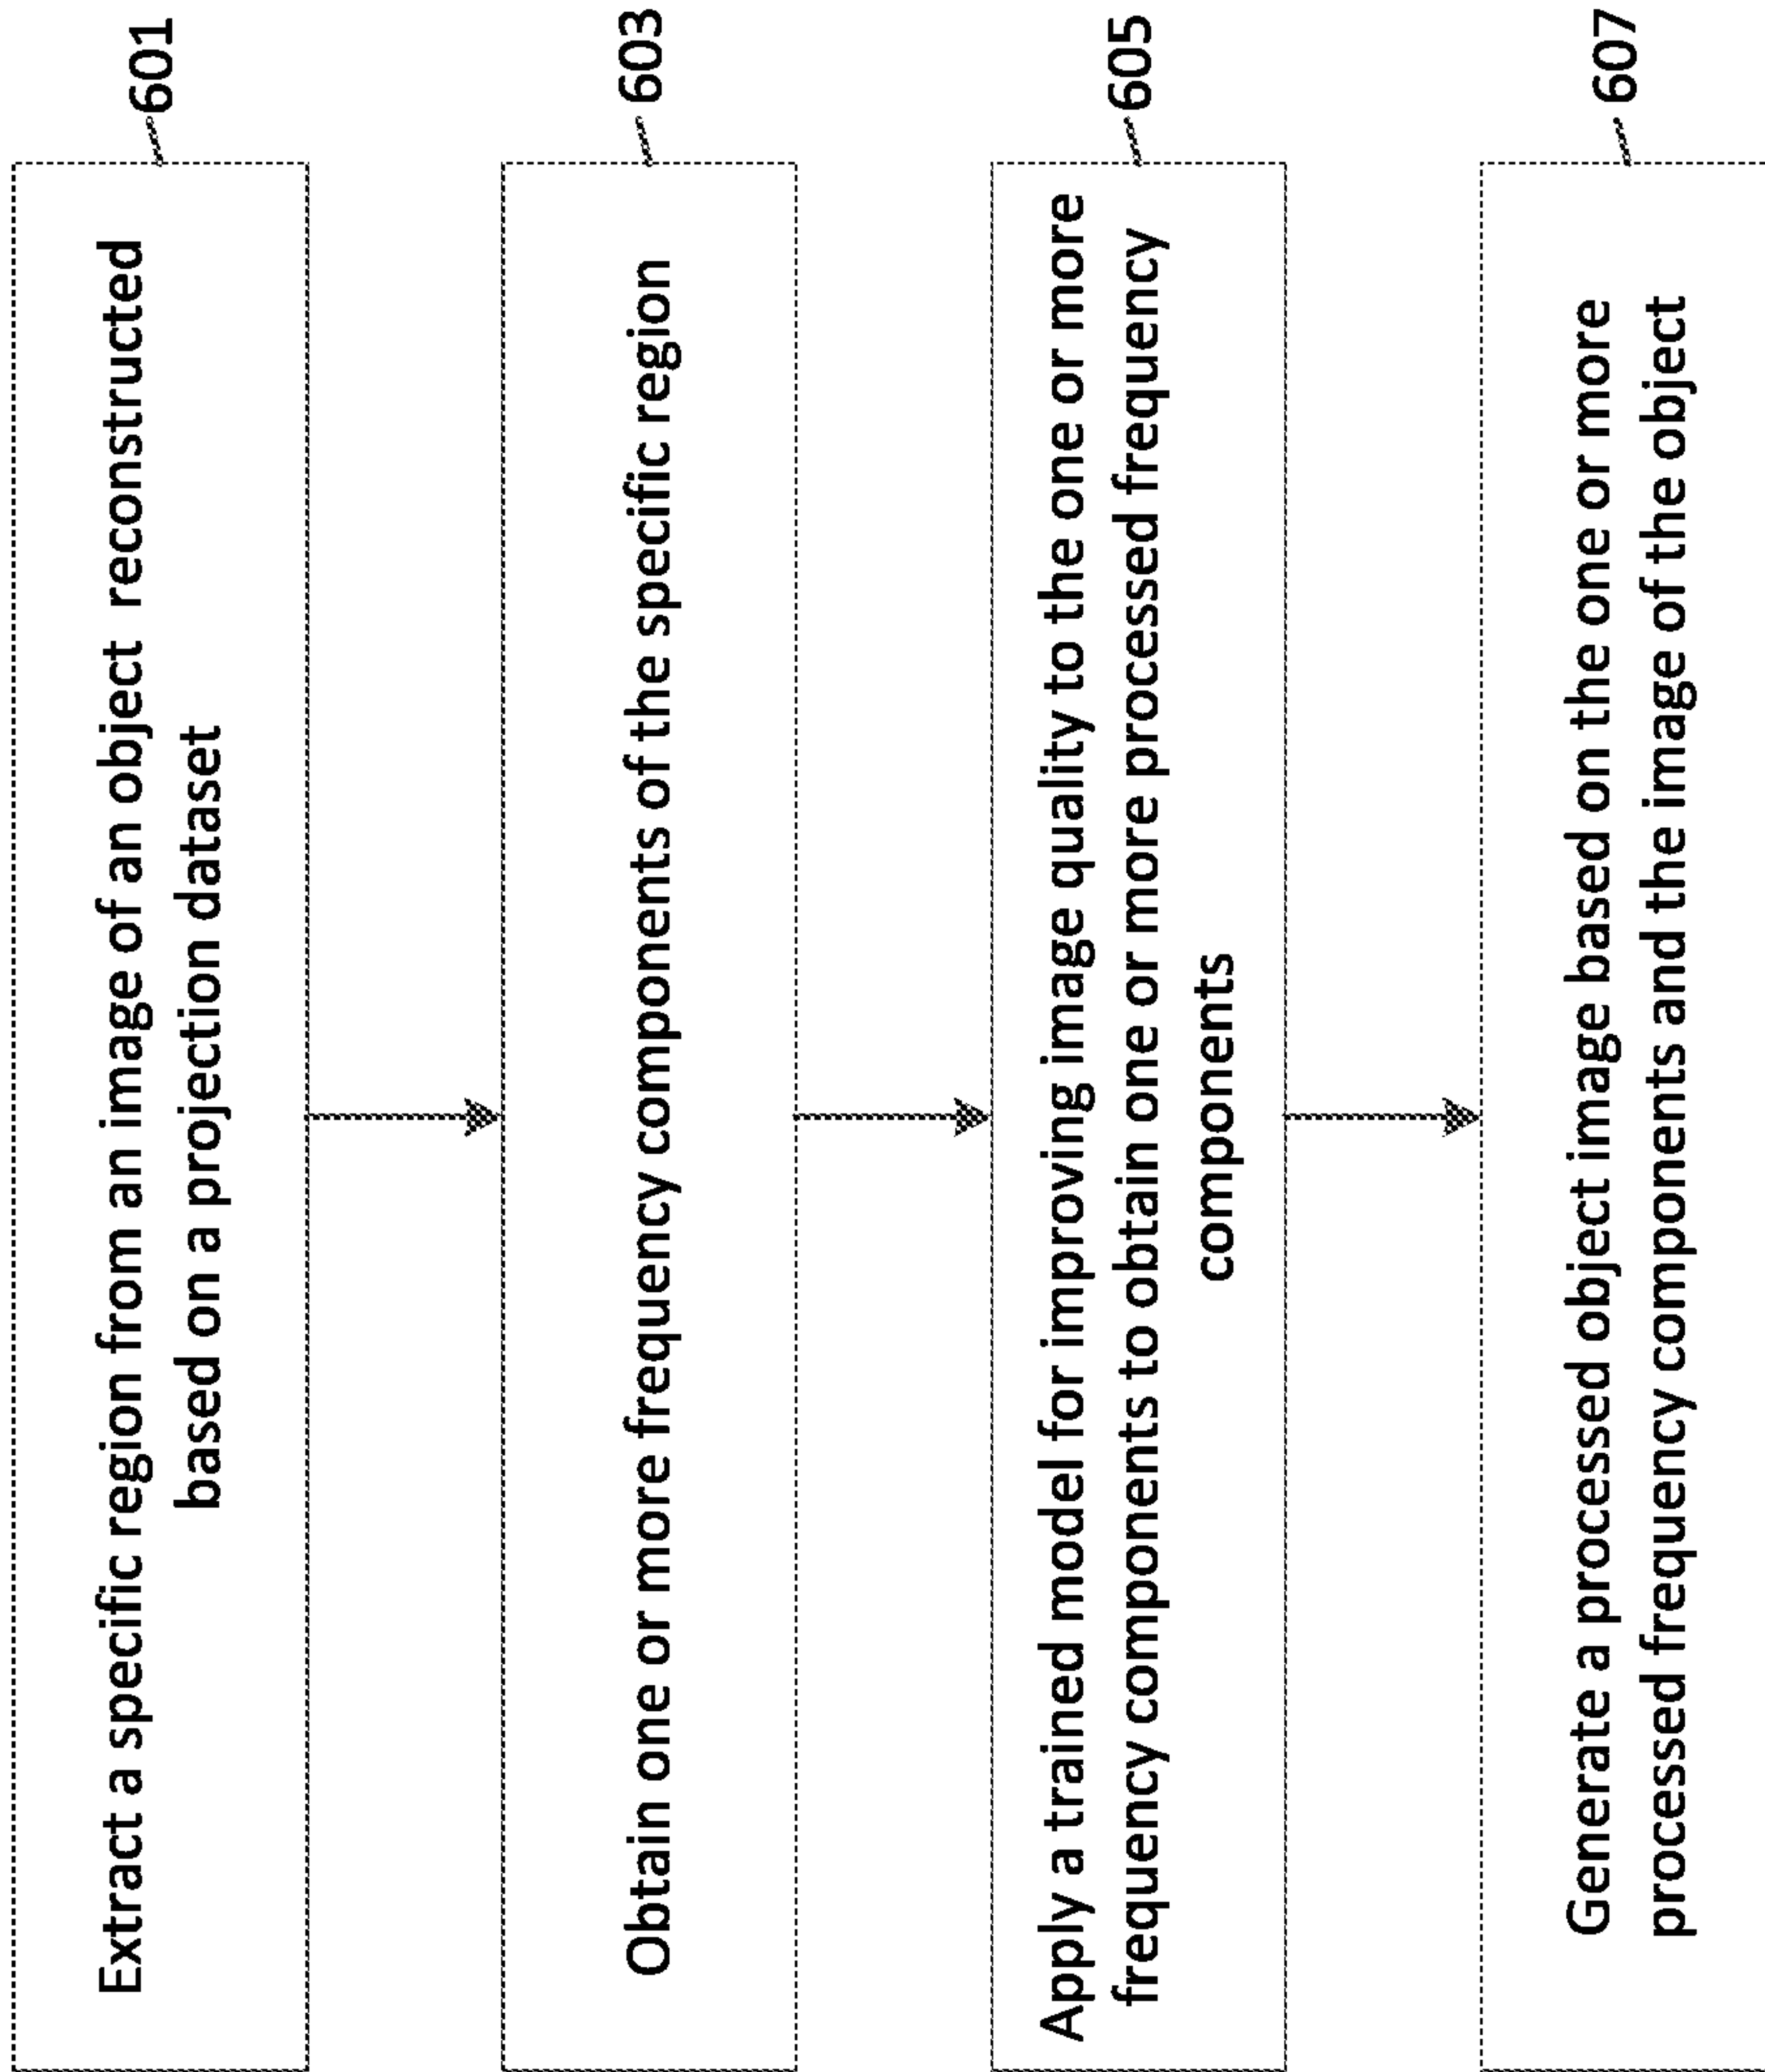 601
Extract a specific region from an image of an object reconstructed
based on a projection dataset
603
Obtain one or more frequency components of the specific region
605
Apply a trained model for improving image quality to the one or more
frequency components to obtain one or more processed frequency
components
607
Generate a processed object image based on the one or more
processed frequency components and the image of the object